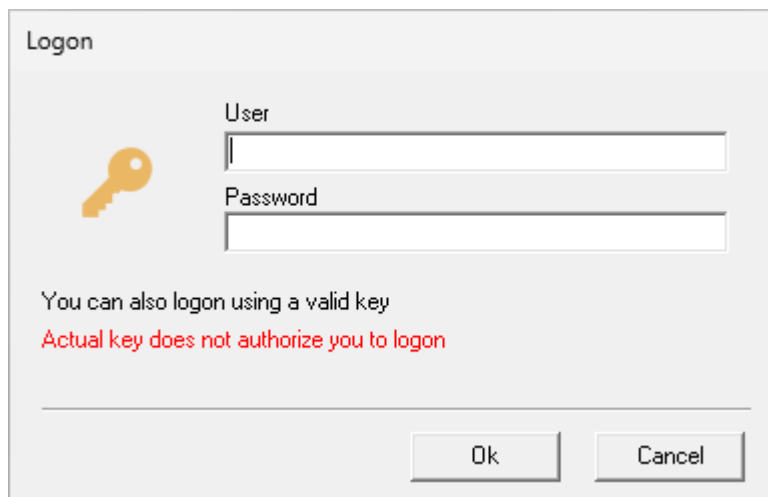 Logon
User
Password
You can also logon using a valid key
Actual key does not authorize you to logon
Ok
Cancel